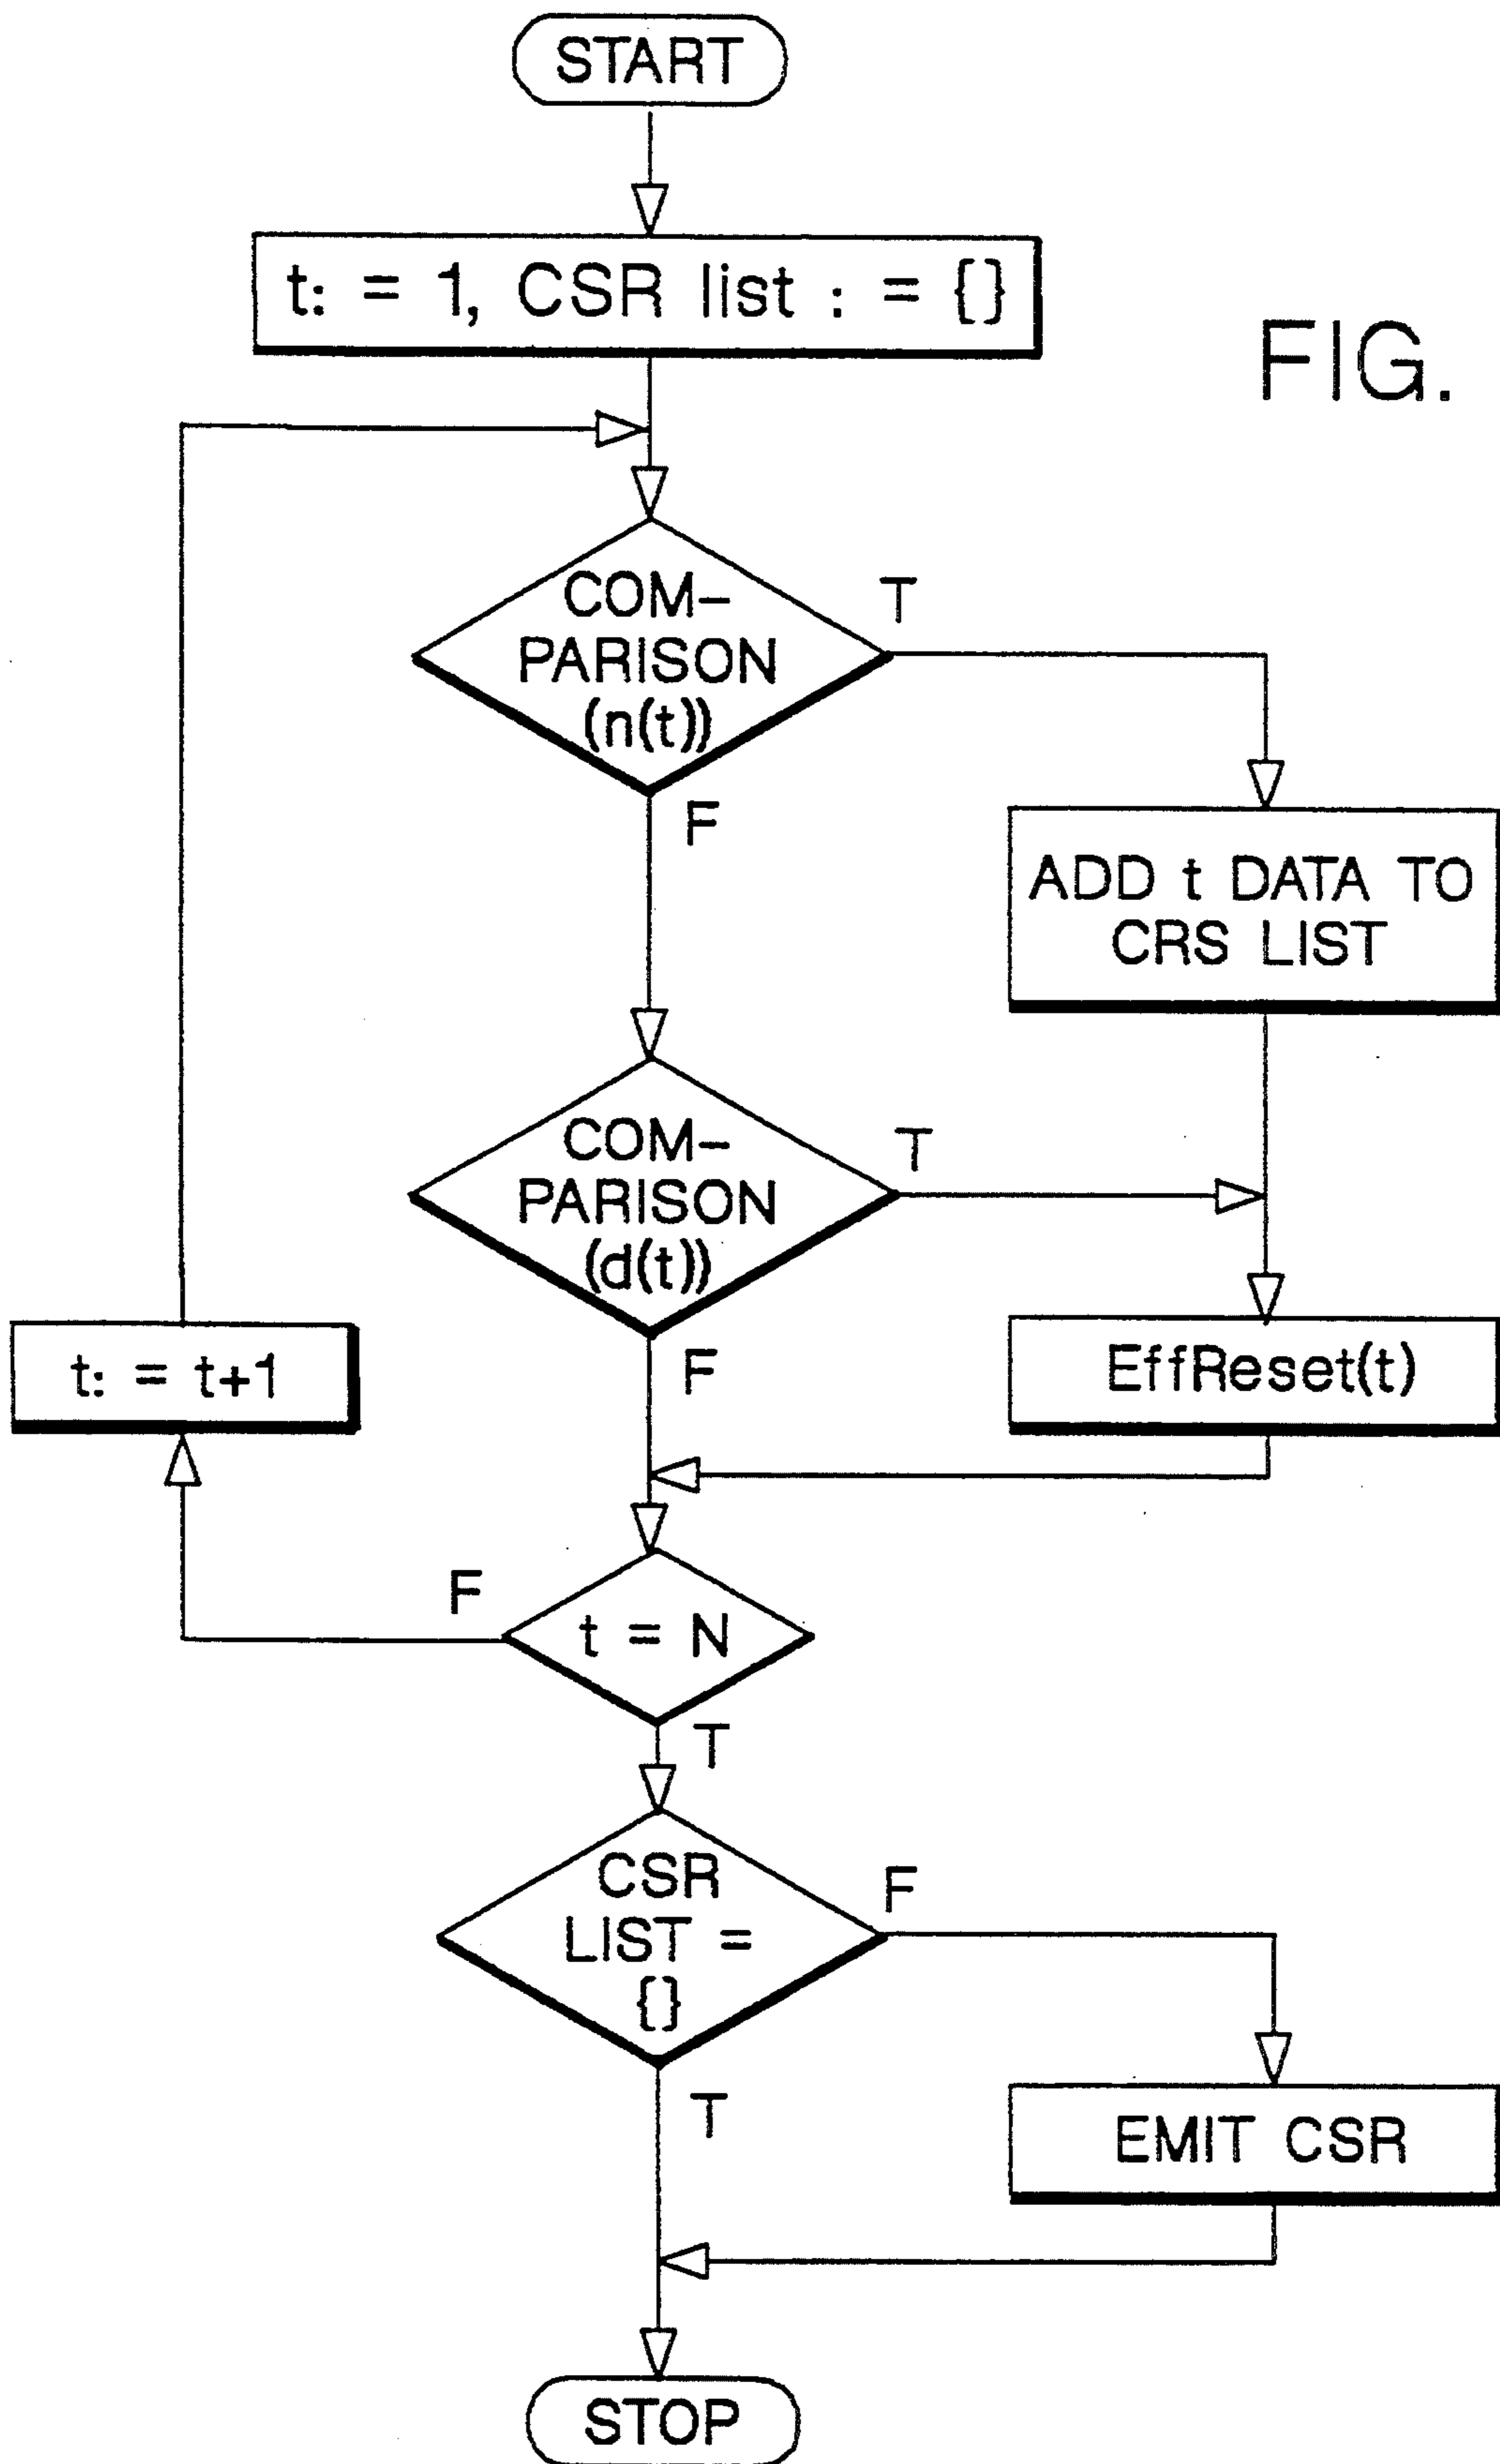 START
t: = 1, CSR list : = {}
FIG.
COM-
PARISON
(n(t))
T
F
ADD t DATA TO
CRS LIST
COM-
PARISON
(d(t))
T
F
t: = t+1
EffReset(t)
F
t = N
T
CSR
LIST =
{}
F
T
EMIT CSR
STOP